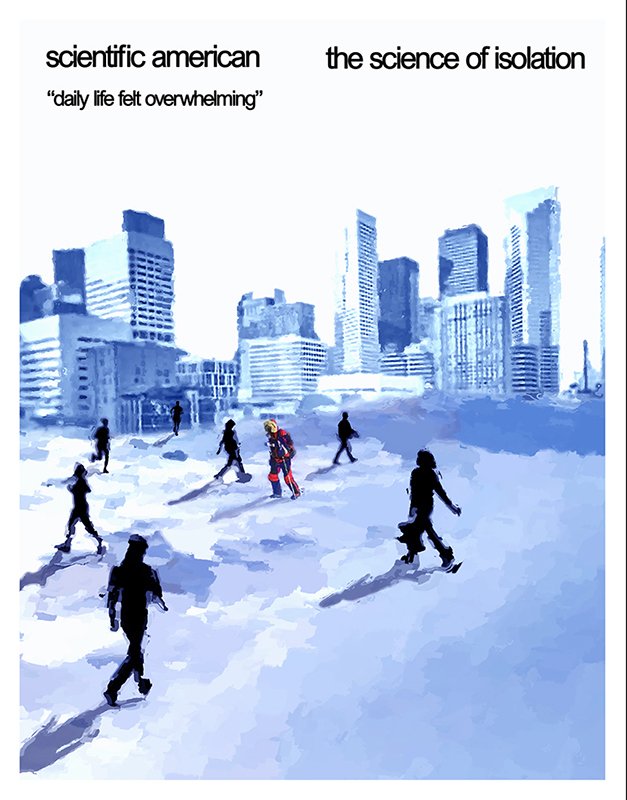 scientific american
the science of isolation
“daily life felt overwhelming”